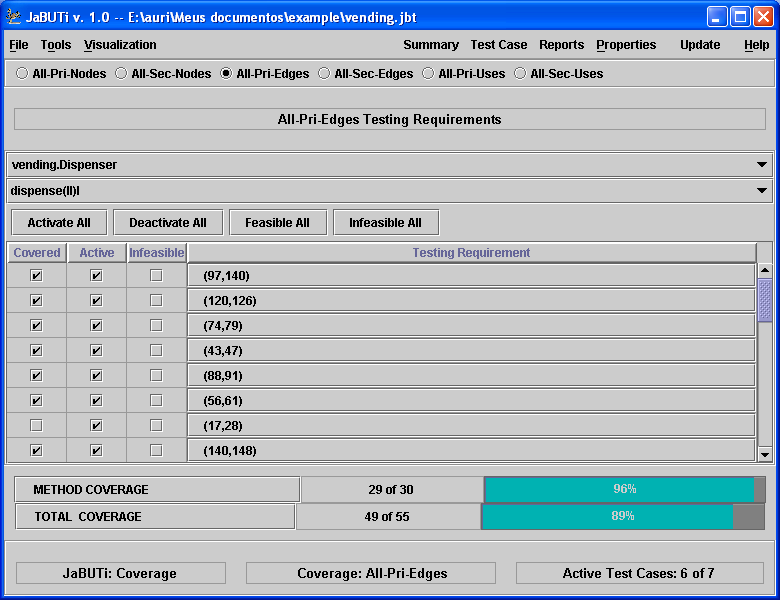 JaBUTi v. 1.0 -- E:\auri\Meus documentos\example\vending.jbt
File Tools Visualization Summary Test Case Reports Properties Update Help
All-Pri-Nodes All-Sec-Nodes All-Pri-Edges All-Sec-Edges All-Pri-Uses All-Sec-Uses
All-Pri-Edges Testing Requirements
vending.Dispenser
dispense(II)I
Activate All Deactivate All Feasible All Infeasible All
Covered Active Infeasible Testing Requirement
(97,140)
(120,126)
(74,79)
(43,47)
(88,91)
(56,61)
(17,28)
(140,148)
METHOD COVERAGE 29 of 30 96%
TOTAL COVERAGE 49 of 55 89%
JaBUTi: Coverage Coverage: All-Pri-Edges Active Test Cases: 6 of 7